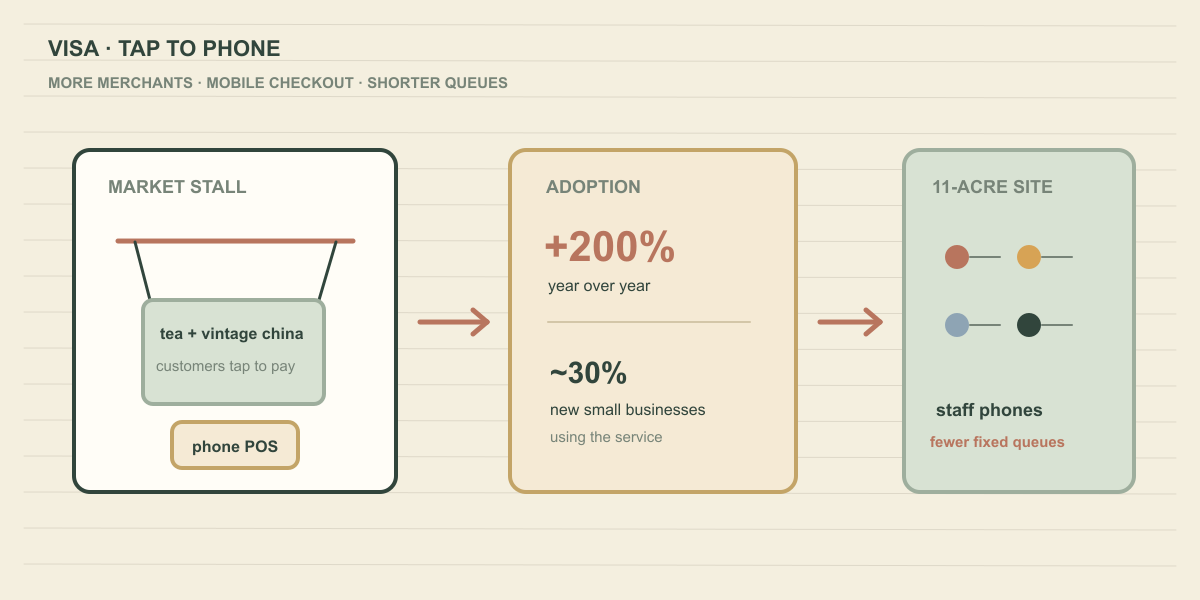 VISA · TAP TO PHONE
MORE MERCHANTS · MOBILE CHECKOUT · SHORTER QUEUES
MARKET STALL
tea + vintage china
customers tap to pay
phone POS
ADOPTION
+200%
year over year
~30%
new small businesses
using the service
11-ACRE SITE
staff phones
fewer fixed queues